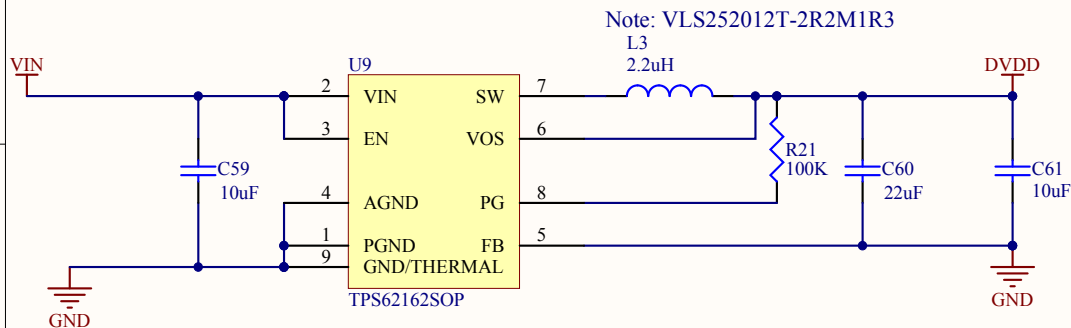 Note: VLS252012T-2R2M1R3
L3
2.2uH
VIN
U9
DVDD
2 VIN SW 7
3 EN VOS 6
R21
100K
C59
10uF
C60
22uF
C61
10uF
4 AGND PG 8
1 PGND FB 5
9 GND/THERMAL
TPS62162SOP
GND
GND